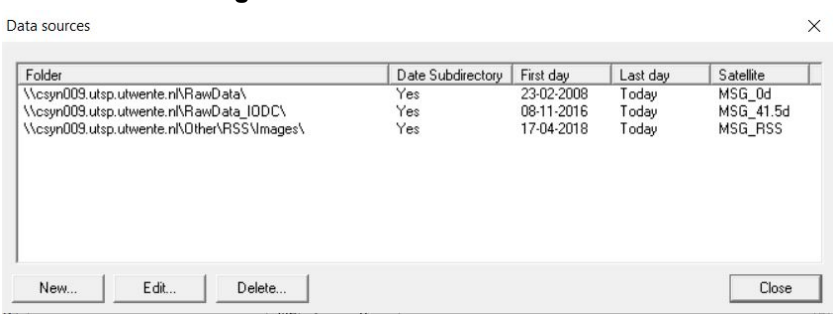 Data sources
Folder Date Subdirectory First day Last day Satellite
\\csyn009.utsp.utwente.nl\RawData\ Yes 23-02-2008 Today MSG_0d
\\csyn009.utsp.utwente.nl\RawData_IODC\ Yes 08-11-2016 Today MSG_41.5d
\\csyn009.utsp.utwente.nl\Other\RSS\Images\ Yes 17-04-2018 Today MSG_RSS
New... Edit... Delete... Close